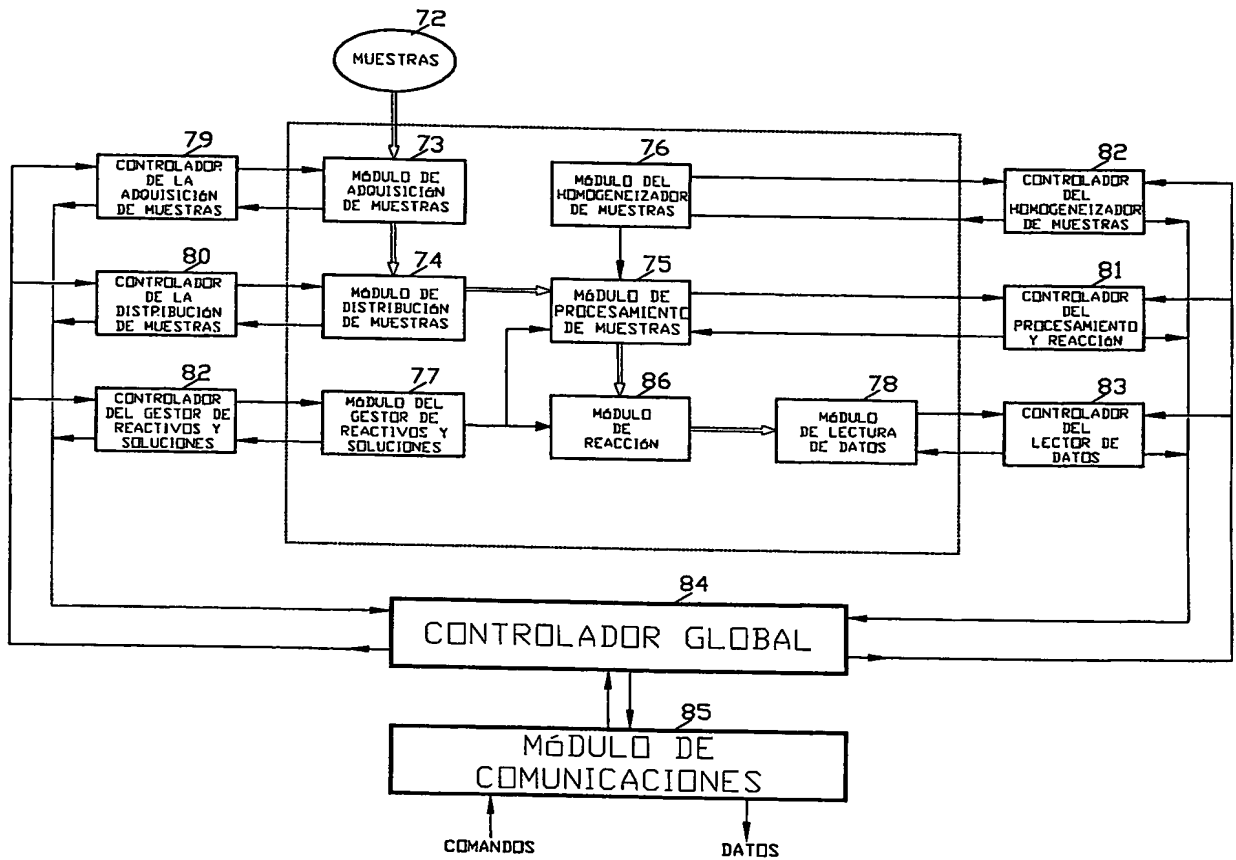 72
MUESTRAS
79
CONTROLADOR
DE LA
ADQUISICIÓN
DE MUESTRAS
73
MÓDULO DE
ADQUISICIÓN
DE MUESTRAS
76
MÓDULO DEL
HOMOGENEIZADOR
DE MUESTRAS
82
CONTROLADOR
DEL
HOMOGENEIZADOR
DE MUESTRAS
80
CONTROLADOR
DE LA
DISTRIBUCIÓN
DE MUESTRAS
74
MÓDULO DE
DISTRIBUCIÓN
DE MUESTRAS
75
MÓDULO DE
PROCESAMIENTO
DE MUESTRAS
81
CONTROLADOR
DEL
PROCESAMIENTO
Y REACCIÓN
82
CONTROLADOR
DEL GESTOR DE
REACTIVOS
Y SOLUCIONES
77
MÓDULO DEL
GESTOR DE
REACTIVOS Y
SOLUCIONES
86
MÓDULO
DE
REACCIÓN
78
MÓDULO
DE LECTURA
DE DATOS
83
CONTROLADOR
DEL
LECTOR DE
DATOS
84
CONTROLADOR GLOBAL
85
MÓDULO DE
COMUNICACIONES
COMANDOS
DATOS